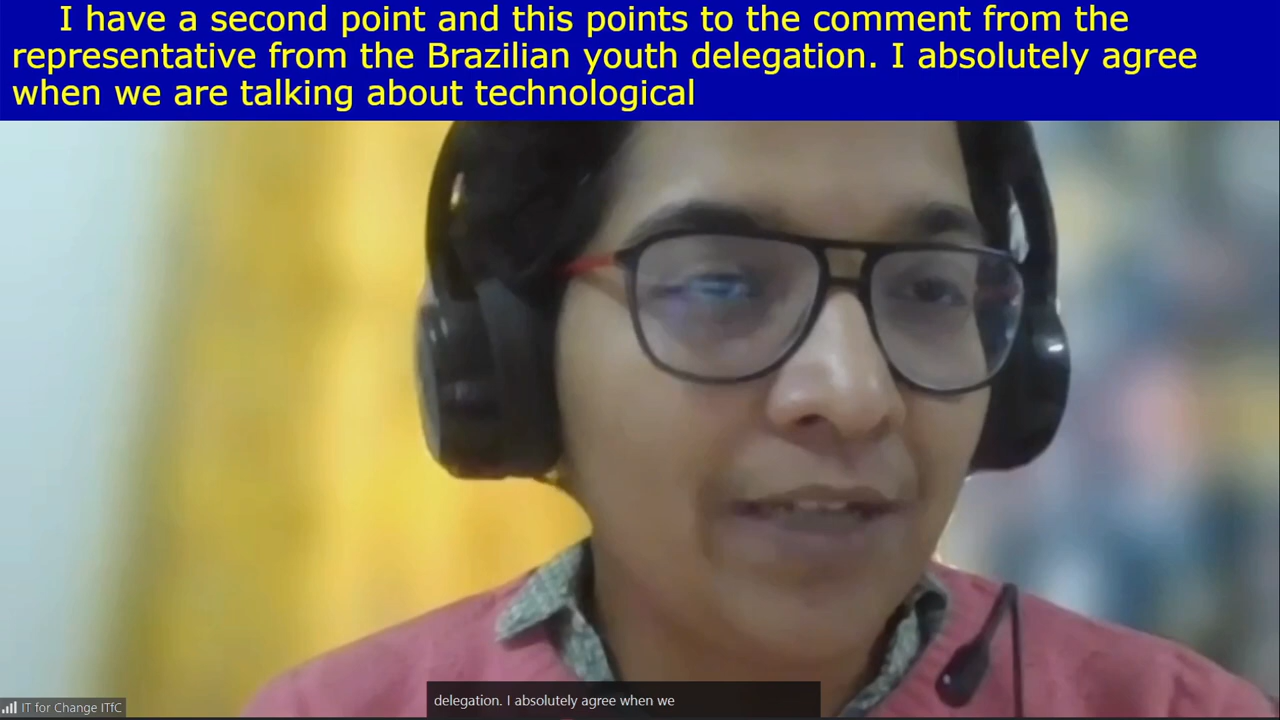 I have a second point and this points to the comment from the
representative from the Brazilian youth delegation. I absolutely agree
when we are talking about technological
delegation. I absolutely agree when we
IT for Change ITfC